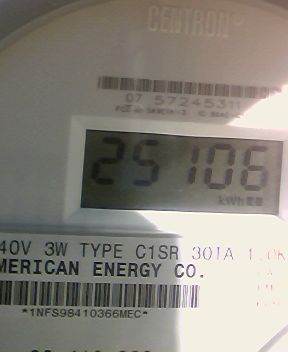 CENTRON®
07 57245311
25106
kWh
40V 3W TYPE C1SR 30TA 1.0K
MERICAN ENERGY CO.
*1NFS98410366MEC*